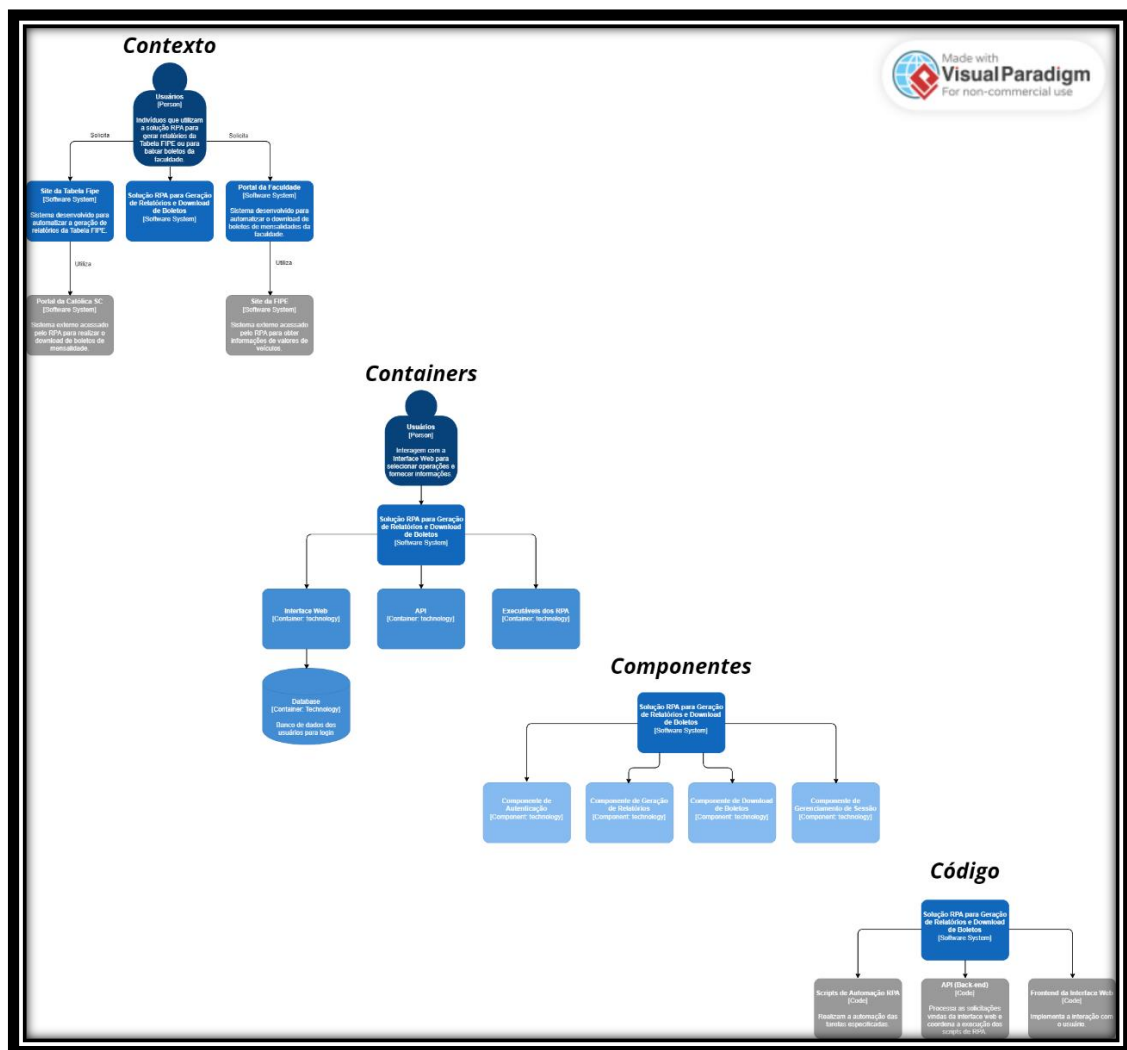 Contexto
Made with
Visual Paradigm
For non-commercial use
Usuários
[Person]
Indivíduos que utilizam
a solução RPA para
gerar relatórios da
Tabela FIPE ou para
baixar boletos da
faculdade.
Solicita
Solicita
Site da Tabela Fipe
[Software System]
Sistema desenvolvido para
automatizar a geração de
relatórios da Tabela FIPE.
Solução RPA para Geração
de Relatórios e Download
de Boletos
[Software System]
Portal da Faculdade
[Software System]
Sistema desenvolvido para
automatizar o download de
boletos de mensalidades da
faculdade.
Utiliza
Utiliza
Portal da Católica SC
[Software System]
Sistema externo acessado
pelo RPA para realizar o
download de boletos de
mensalidade.
Site da FIPE
[Software System]
Sistema externo acessado
pelo RPA para obter
informações de valores de
veículos.
Containers
Usuários
[Person]
Interagem com a
Interface Web para
selecionar operações e
fornecer informações
Solução RPA para Geração
de Relatórios e Download
de Boletos
[Software System]
Interface Web
[Container: technology]
API
[Container: technology]
Executáveis dos RPA
[Container: technology]
Database
[Container: Technology]
Banco de dados dos
usuários para login
Componentes
Solução RPA para Geração
de Relatórios e Download
de Boletos
[Software System]
Componente de
Autenticação
[Component: technology]
Componente de Geração
de Relatórios
[Component: technology]
Componente de Download
de Boletos
[Component: technology]
Componente de
Gerenciamento de Sessão
[Component: technology]
Código
Solução RPA para Geração
de Relatórios e Download
de Boletos
[Software System]
Scripts de Automação RPA
[Code]
Realizam a automação das
tarefas especificadas.
API (Back-end)
[Code]
Processa as solicitações
vindas da interface web e
coordena a execução dos
scripts de RPA.
Frontend da Interface Web
[Code]
Implementa a interação com
o usuário.